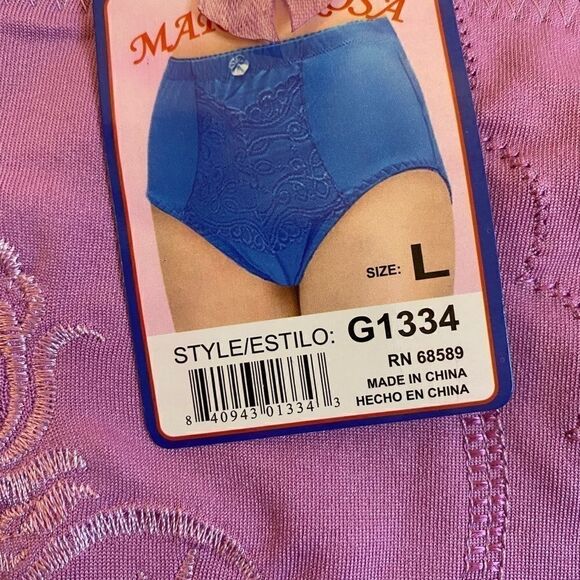 SIZE: L
STYLE/ESTILO: G1334
RN 68589
MADE IN CHINA
HECHO EN CHINA
8 40943 01334 3